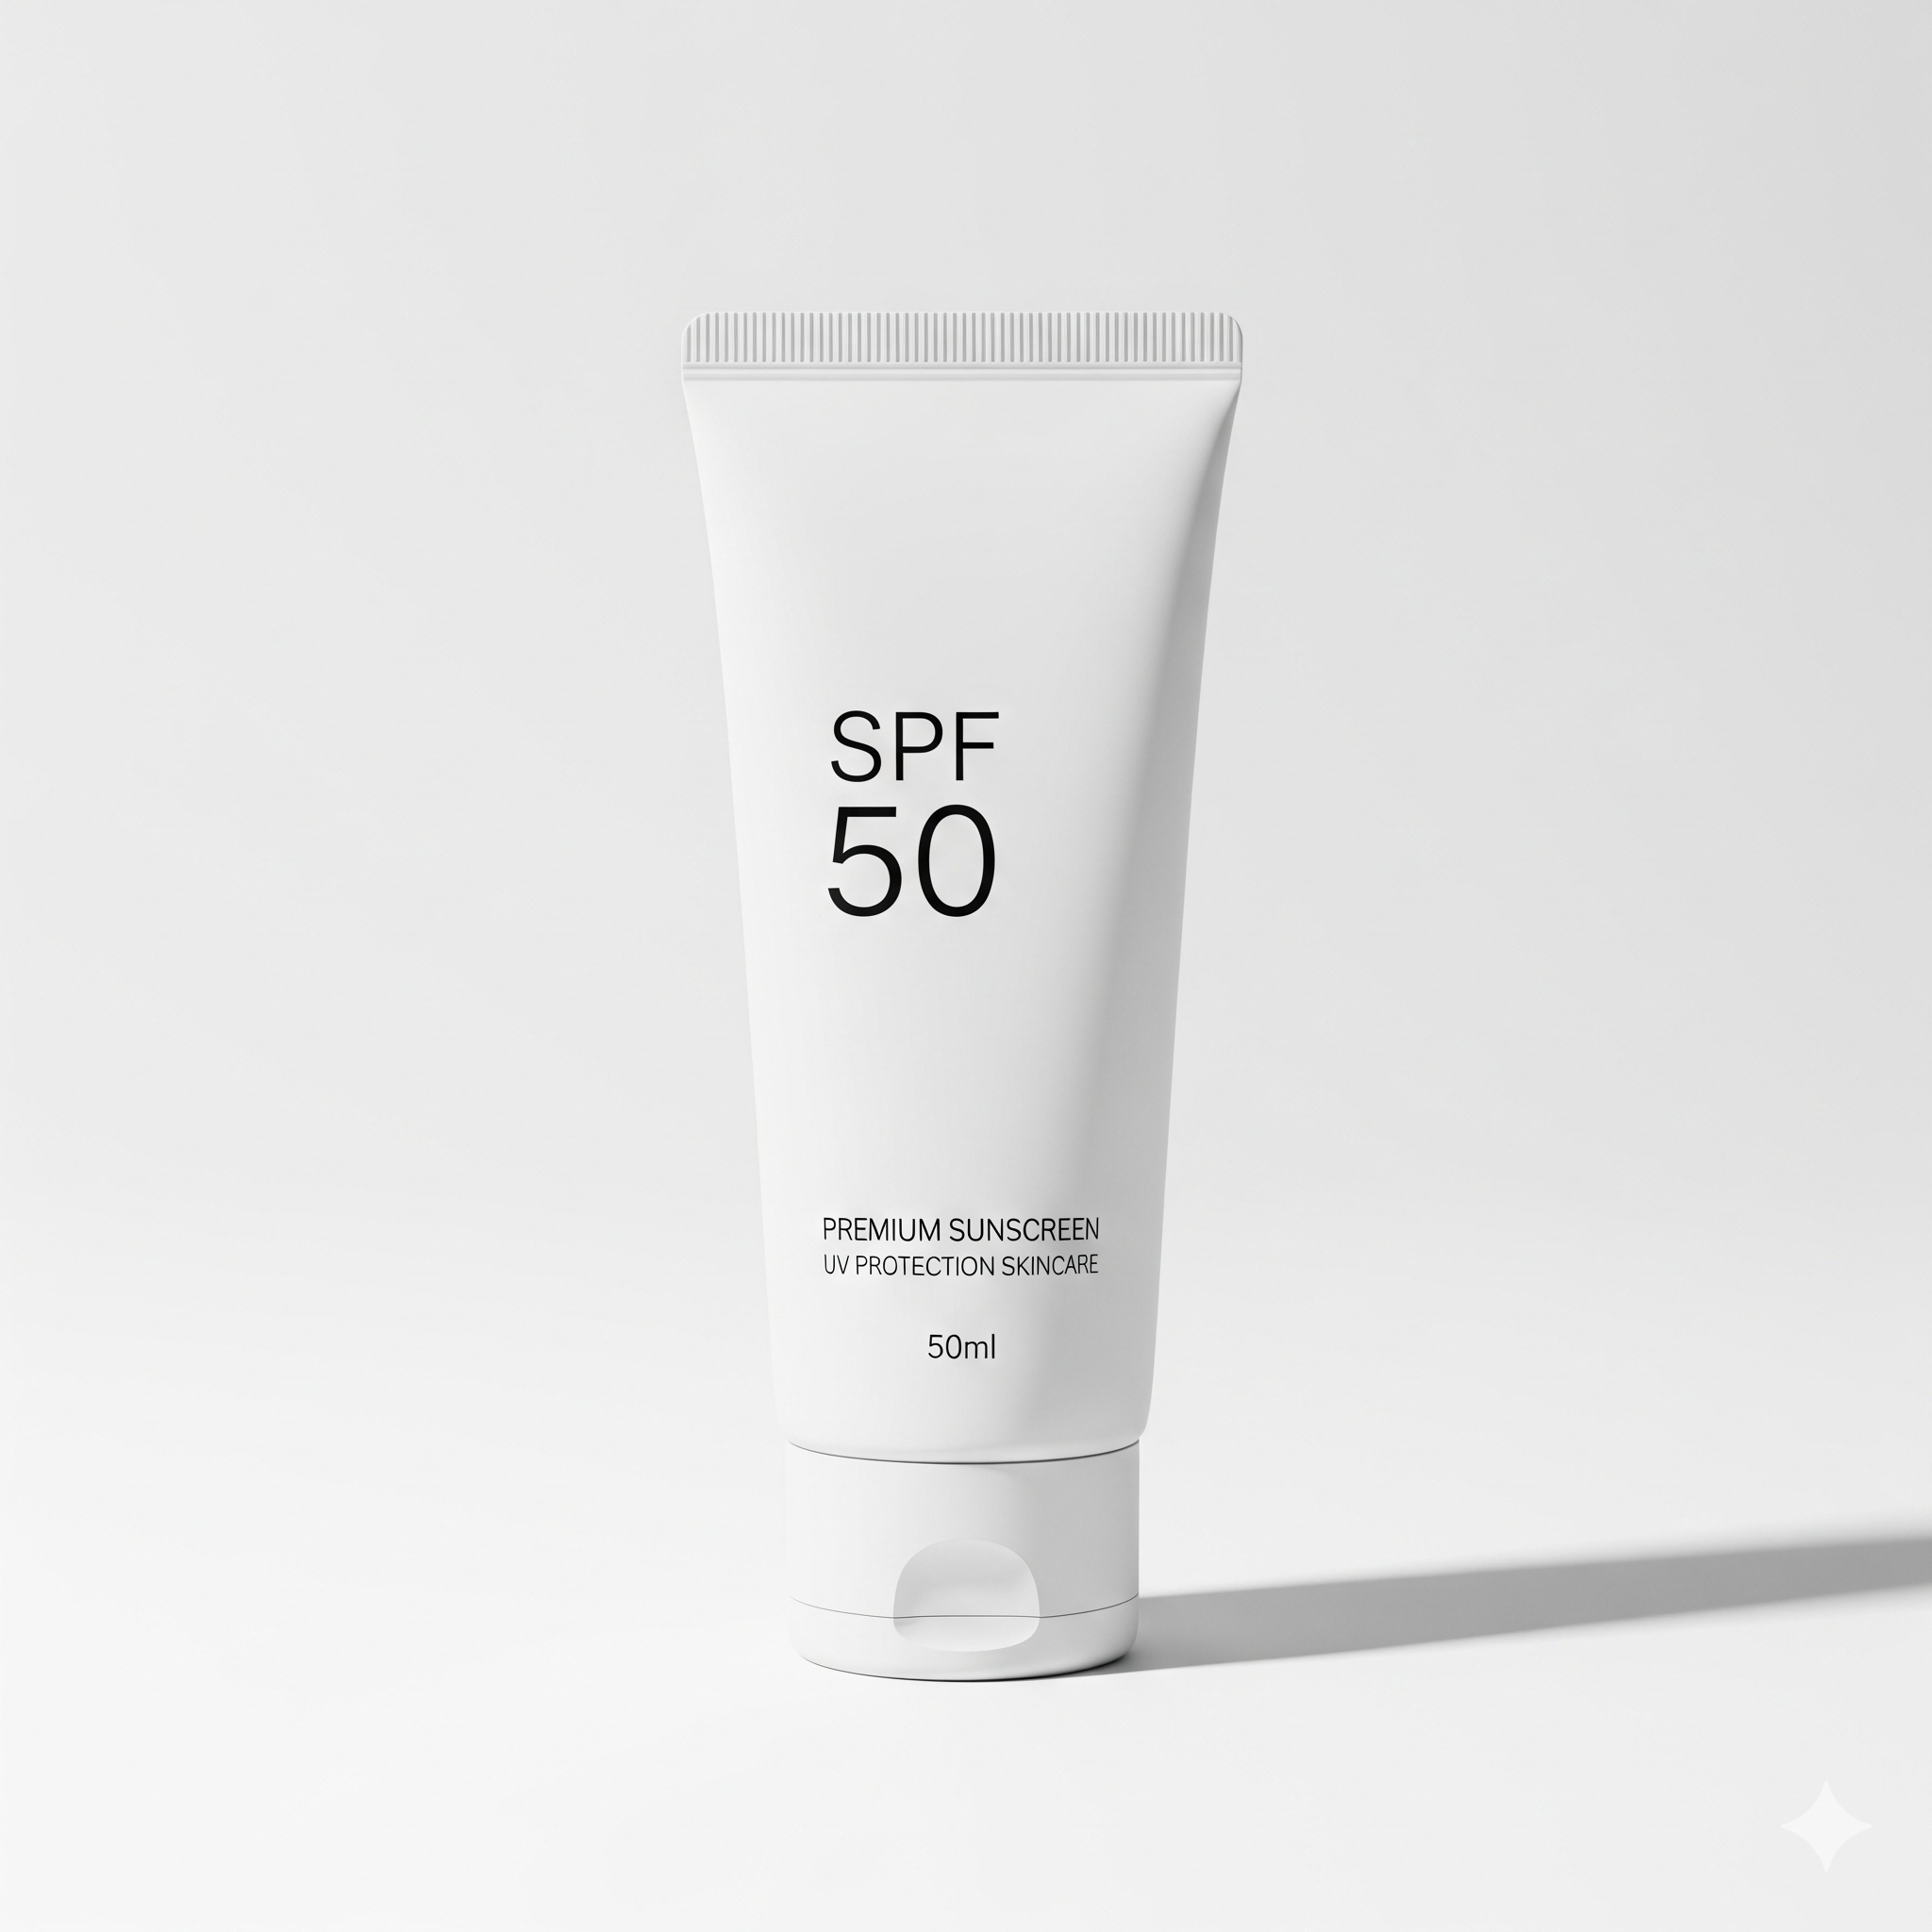 SPF
50
PREMIUM SUNSCREEN
UV PROTECTION SKINCARE
50ml